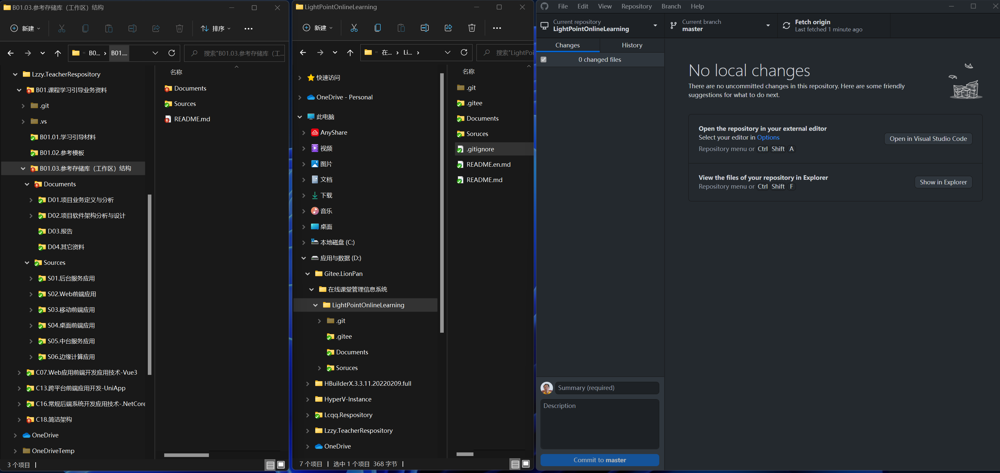 B01.03.参考存储库（工作区）结构
新建
排序
B0...
B01....
搜索"B01.03.参考存储库（工...
Lzzy.TeacherRespository
B01.课程学习引导业务资料
.git
.vs
B01.01.学习引导材料
B01.02.参考模板
B01.03.参考存储库（工作区）结构
Documents
D01.项目业务定义与分析
D02.项目软件架构分析与设计
D03.报告
D04.其它资料
Sources
S01.后台服务应用
S02.Web前端应用
S03.移动前端应用
S04.桌面前端应用
S05.中台服务应用
S06.边缘计算应用
C07.Web应用前端开发应用技术-Vue3
C13.跨平台前端应用开发-UniApp
C16.常规后端系统开发应用技术-.NetCore
C18.简洁架构
OneDrive
OneDriveTemp
名称
Documents
Sources
README.md
3 个项目
LightPointOnlineLearning
新建
在...
Li...
搜索"LightPoi
快速访问
OneDrive - Personal
此电脑
AnyShare
视频
图片
文档
下载
音乐
桌面
本地磁盘 (C:)
应用与数据 (D:)
Gitee.LionPan
在线课堂管理信息系统
LightPointOnlineLearning
.git
.gitee
Documents
Soruces
HBuilderX.3.3.11.20220209.full
HyperV-Instance
Lcqq.Respository
Lzzy.TeacherRespository
OneDrive
名称
.git
.gitee
Documents
Soruces
.gitignore
README.en.md
README.md
7 个项目
选中 1 个项目 368 字节
File Edit View Repository Branch Help
Current repository
LightPointOnlineLearning
Current branch
master
Fetch origin
Last fetched 1 minute ago
Changes
History
0 changed files
No local changes
There are no uncommitted changes in this repository. Here are some friendly
suggestions for what to do next.
Open the repository in your external editor
Select your editor in Options
Repository menu or Ctrl Shift A
Open in Visual Studio Code
View the files of your repository in Explorer
Repository menu or Ctrl Shift F
Show in Explorer
Summary (required)
Description
Commit to master